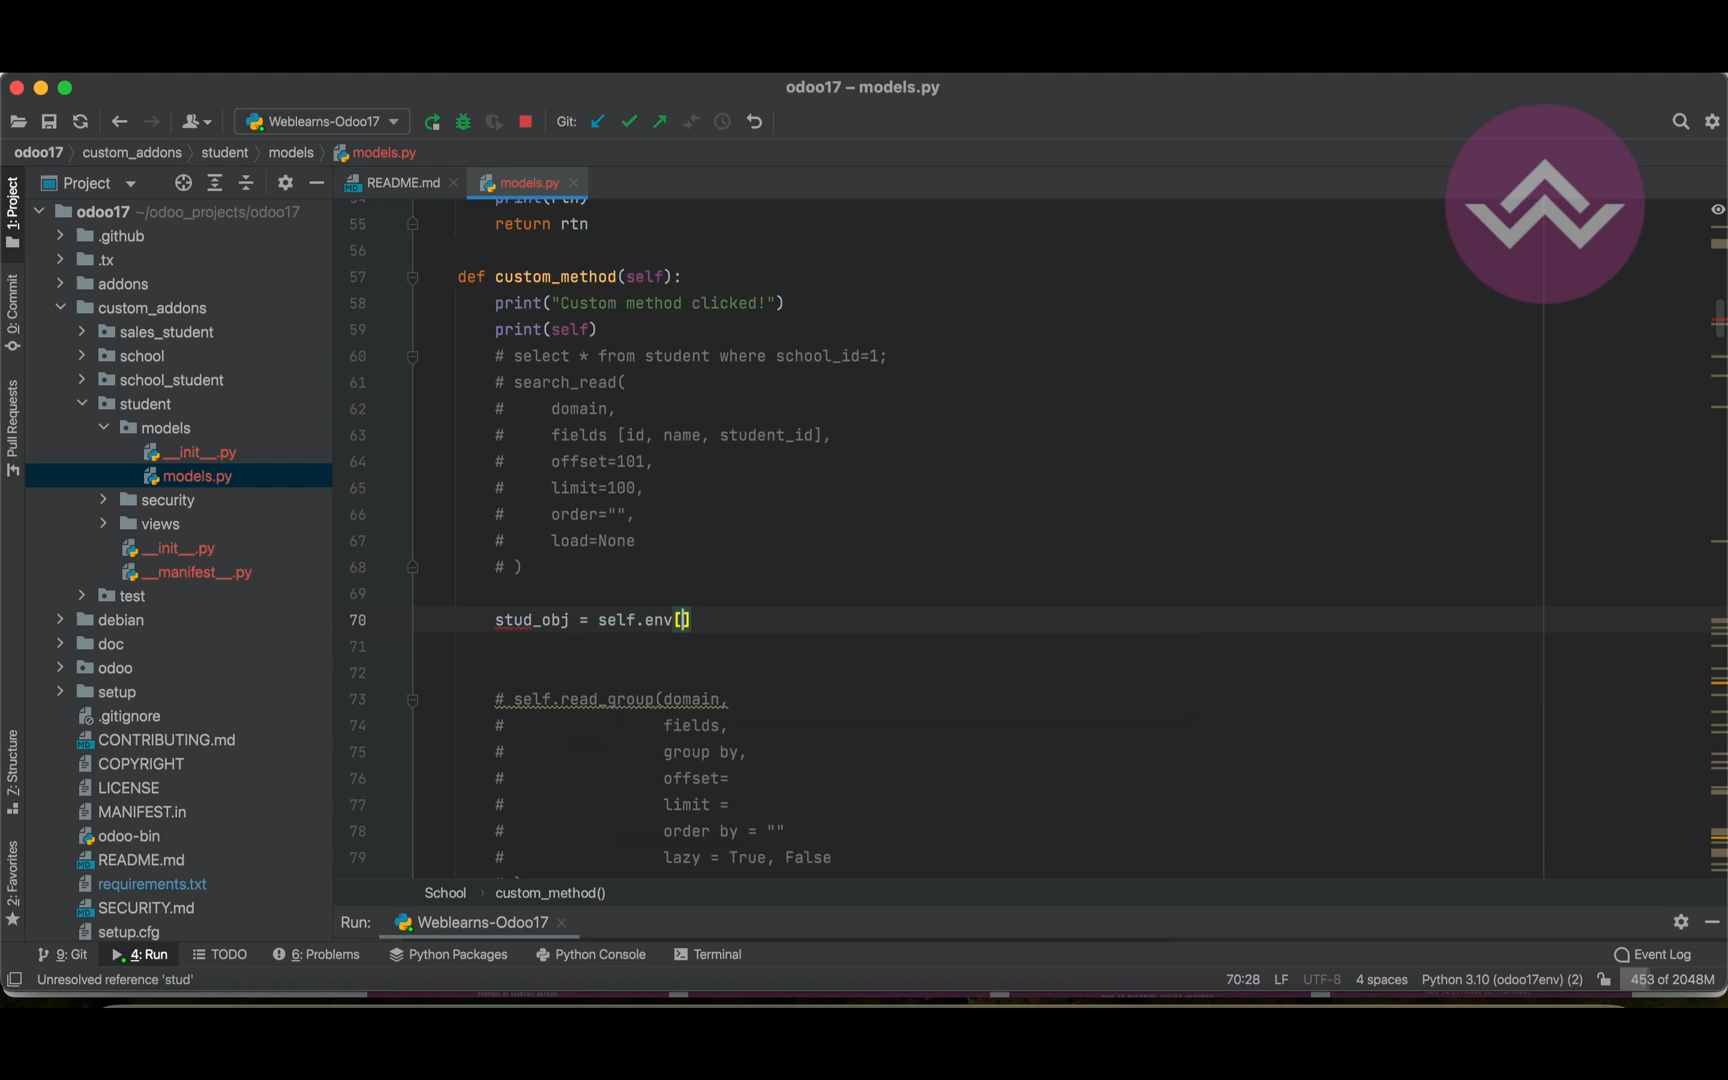 odoo17 – models.py
Weblearns-Odoo17
Git:
odoo17 custom_addons student models models.py
1: Project
0: Commit
Pull Requests
7: Structure
2: Favorites
Project
odoo17 ~/odoo_projects/odoo17
.github
.tx
addons
custom_addons
sales_student
school
school_student
student
models
__init__.py
models.py
security
views
__init__.py
__manifest__.py
test
debian
doc
odoo
setup
.gitignore
CONTRIBUTING.md
COPYRIGHT
LICENSE
MANIFEST.in
odoo-bin
README.md
requirements.txt
SECURITY.md
setup.cfg
README.md models.py
54 print(rtn)
55 return rtn
56
57 def custom_method(self):
58 print("Custom method clicked!")
59 print(self)
60 # select * from student where school_id=1;
61 # search_read(
62 # domain,
63 # fields [id, name, student_id],
64 # offset=101,
65 # limit=100,
66 # order="",
67 # load=None
68 # )
69
70 stud_obj = self.env[]
71
72
73 # self.read_group(domain,
74 # fields,
75 # group by,
76 # offset=
77 # limit =
78 # order by = ""
79 # lazy = True, False
School custom_method()
Run: Weblearns-Odoo17
9: Git 4: Run TODO 6: Problems Python Packages Python Console Terminal Event Log
Unresolved reference 'stud' 70:28 LF UTF-8 4 spaces Python 3.10 (odoo17env) (2) 453 of 2048M